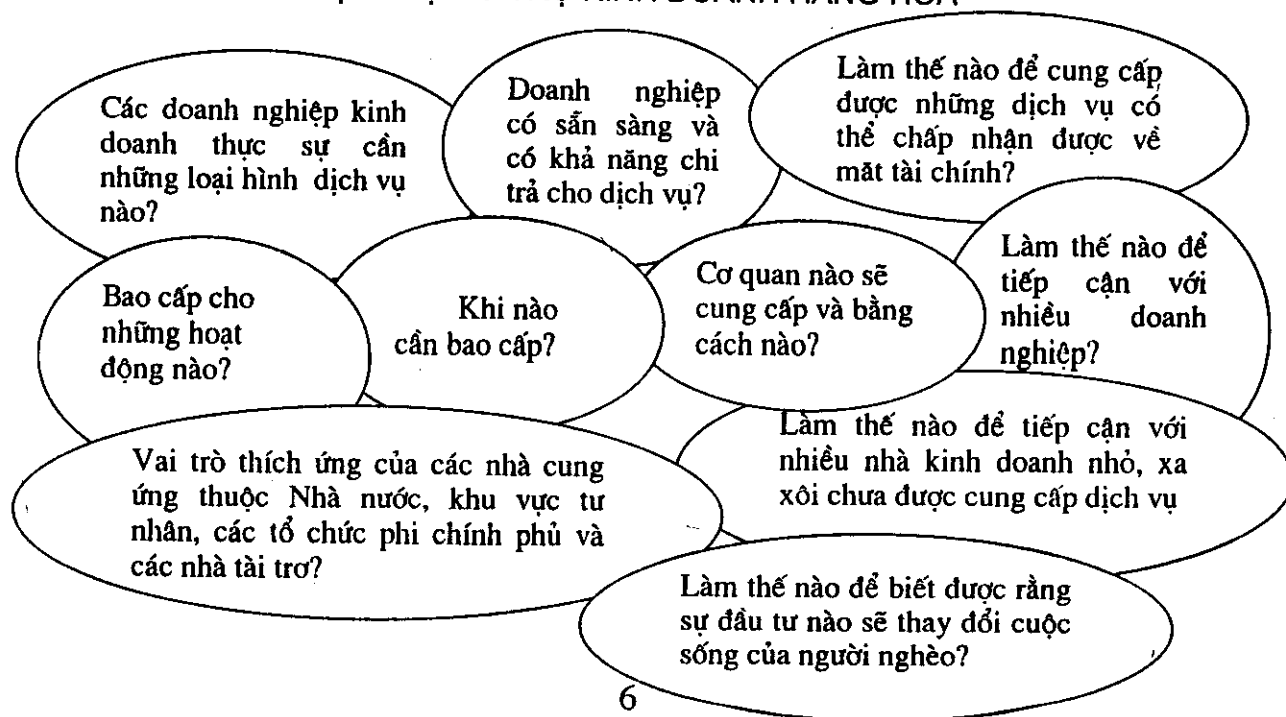 KINH DOANH HÀNG HÓA
Các doanh nghiệp kinh
doanh thực sự cần
những loại hình dịch vụ
nào?
Doanh nghiệp
có sẵn sàng và
có khả năng chi
trả cho dịch vụ?
Làm thế nào để cung cấp
được những dịch vụ có
thể chấp nhận được về
măt tài chính?
Bao cấp cho
những hoạt
động nào?
Khi nào
cần bao cấp?
Cơ quan nào sẽ
cung cấp và bằng
cách nào?
Làm thế nào để
tiếp cận với
nhiều doanh
nghiệp?
Vai trò thích ứng của các nhà cung
ứng thuộc Nhà nước, khu vực tư
nhân, các tổ chức phi chính phủ và
các nhà tài trơ?
Làm thế nào để tiếp cận với
nhiều nhà kinh doanh nhỏ, xa
xôi chưa được cung cấp dịch vụ
Làm thế nào để biết được rằng
sự đầu tư nào sẽ thay đổi cuộc
sống của người nghèo?
6